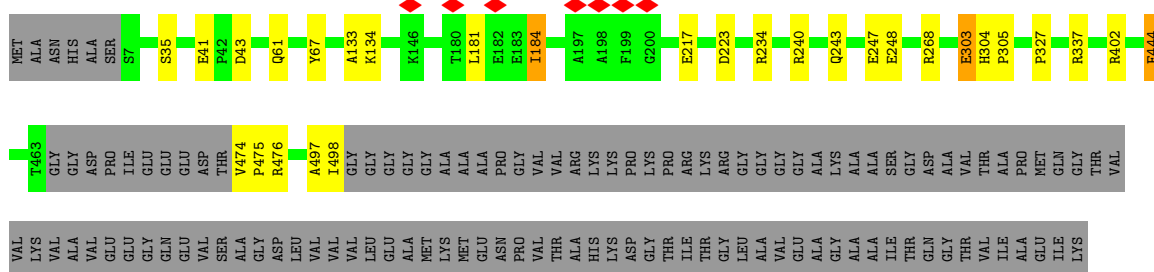 MET ALA ASN HIS ALA SER S7 S35 E41 P42 D43 Q61 Y67 A133 K134 K146 T180 L181 E182 E183 I184 A197 A198 F199 G200 E217 D223 R234 R240 Q243 E247 E248 R268 E303 H304 P305 P327 R337 R402
T463 GLY GLY ASP PRO ILE GLU GLU GLU ASP THR V474 P475 R476 A497 I498 GLY GLY GLY GLY GLY ALA ALA ALA PRO GLY VAL VAL ARG LYS LYS PRO LYS PRO ARG LYS ARG GLY GLY GLY GLY ALA LYS ALA ALA SER GLY ASP ALA VAL THR ALA PRO MET GLN GLY THR VAL
VAL LYS VAL ALA VAL GLU GLU GLY GLN GLU VAL SER ALA GLY ASP LEU VAL VAL VAL LEU GLU ALA MET LYS MET GLU ASN PRO VAL THR ALA HIS LYS ASP GLY THR ILE THR GLY LEU ALA VAL GLU ALA GLY ALA ALA ILE THR GLN GLY THR VAL ILE ALA GLU ILE LYS